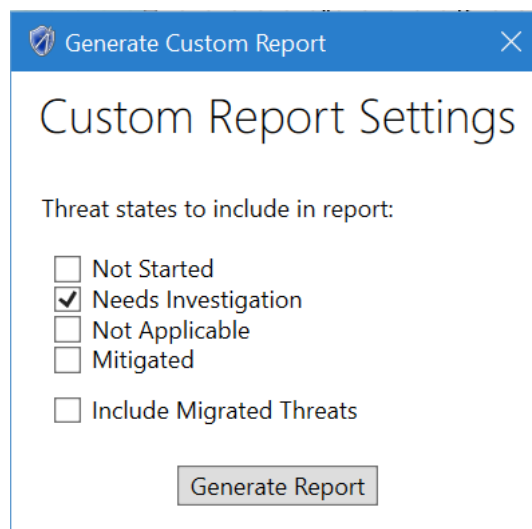 Generate Custom Report
Custom Report Settings
Threat states to include in report:
Not Started
Needs Investigation
Not Applicable
Mitigated
Include Migrated Threats
Generate Report